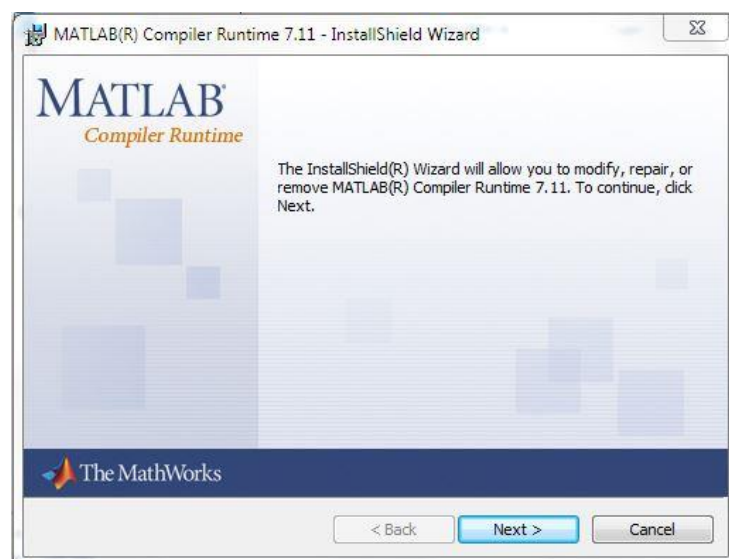 MATLAB(R) Compiler Runtime 7.11 - InstallShield Wizard
MATLAB®
Compiler Runtime
The InstallShield(R) Wizard will allow you to modify, repair, or
remove MATLAB(R) Compiler Runtime 7.11. To continue, click
Next.
The MathWorks
< Back Next > Cancel